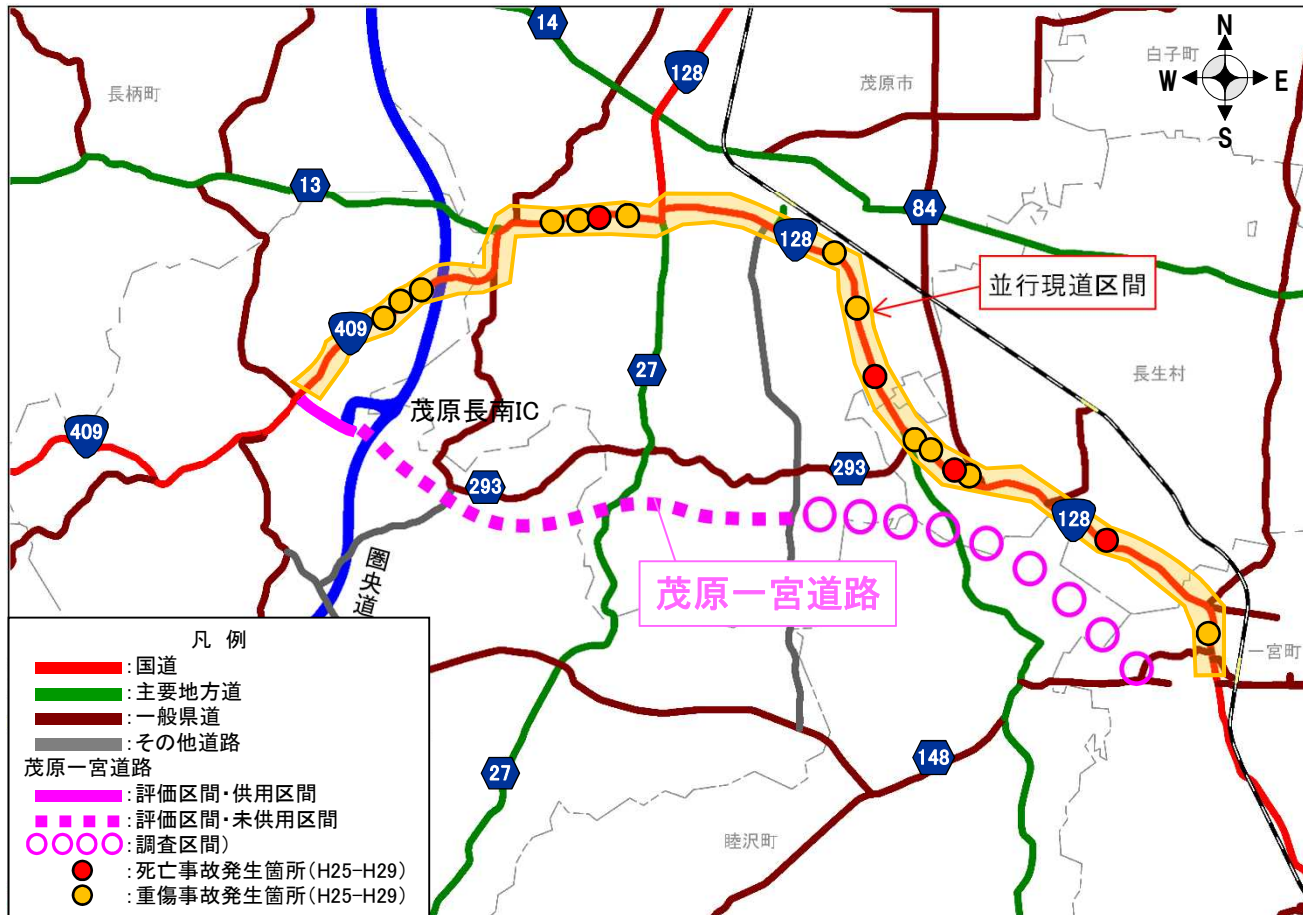 14
N
128
白子町
茂原市
W
E
長柄町
S
13
84
128
並行現道区間
409
27
長生村
茂原長南IC
409
293
293
128
茂原一宮道路
圏央道
凡 例
:国道
一宮町
:主要地方道
:一般県道
:その他道路
148
茂原一宮道路
27
:評価区間・供用区間
:評価区間・未供用区間
:調査区間)
睦沢町
:死亡事故発生箇所(H25-H29)
:重傷事故発生箇所(H25-H29)